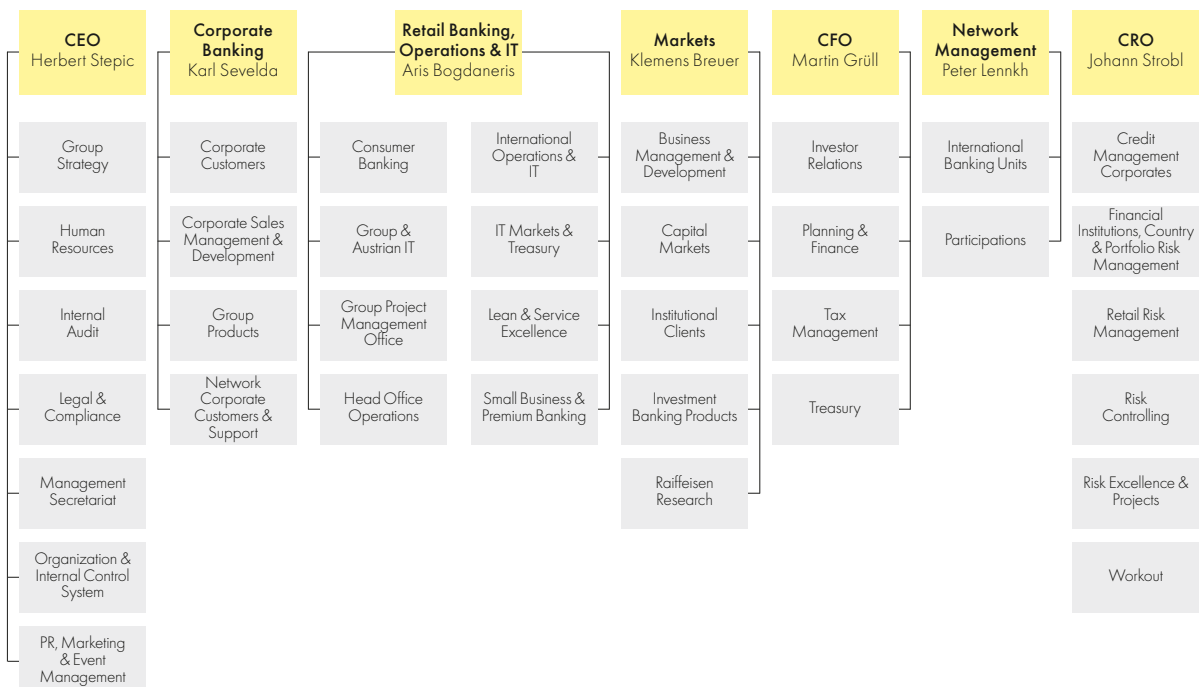 CEO
Herbert Stepic
Corporate
Banking
Karl Sevelda
Retail Banking,
Operations & IT
Aris Bogdaneris
Markets
Klemens Breuer
CFO
Martin Grüll
Network
Management
Peter Lennkh
CRO
Johann Strobl
Group
Strategy
Corporate
Customers
Consumer
Banking
International
Operations &
IT
Business
Management &
Development
Investor
Relations
International
Banking Units
Credit
Management
Corporates
Human
Resources
Corporate Sales
Management &
Development
Group &
Austrian IT
IT Markets &
Treasury
Capital
Markets
Planning &
Finance
Participations
Financial
Institutions, Country
& Portfolio Risk
Management
Internal
Audit
Group
Products
Group Project
Management
Office
Lean & Service
Excellence
Institutional
Clients
Tax
Management
Retail Risk
Management
Legal &
Compliance
Network
Corporate
Customers &
Support
Head Office
Operations
Small Business &
Premium Banking
Investment
Banking Products
Treasury
Risk
Controlling
Management
Secretariat
Raiffeisen
Research
Risk Excellence &
Projects
Organization &
Internal Control
System
Workout
PR, Marketing
& Event
Management